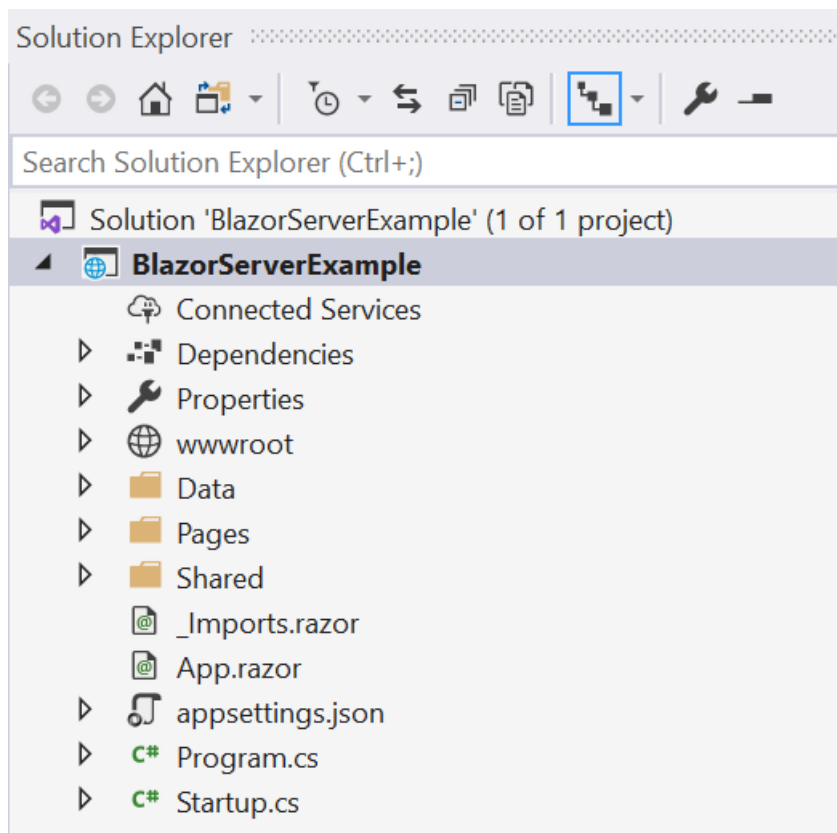 Solution Explorer
Search Solution Explorer (Ctrl+;)
Solution 'BlazorServerExample' (1 of 1 project)
BlazorServerExample
Connected Services
Dependencies
Properties
wwwroot
Data
Pages
Shared
@ _Imports.razor
@ App.razor
appsettings.json
C# Program.cs
C# Startup.cs